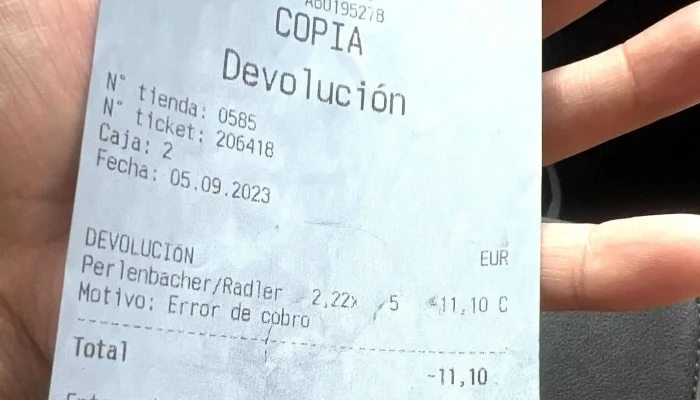 COPIA
Devolución
N° tienda: 0585
N° ticket: 206418
Caja: 2
Fecha: 05.09.2023
DEVOLUCIóN EUR
Perlenbacher/Radler 2,22x 5 -11,10 C
Motivo: Error de cobro
Total -11,10